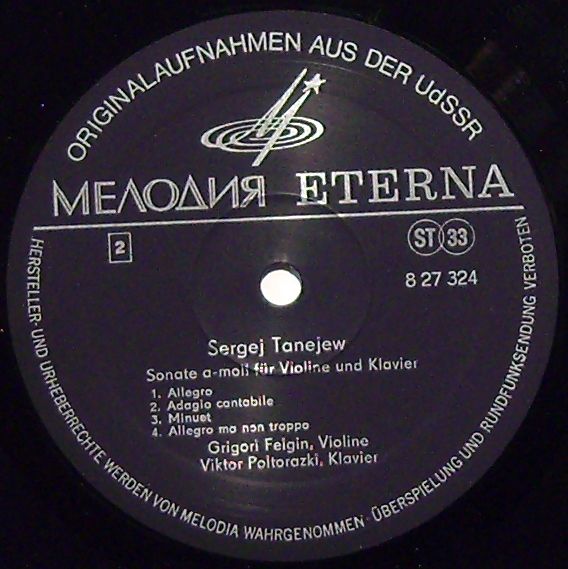 ORIGINALAUFNAHMEN AUS DER UdSSR
МЕЛОДИЯ ETERNA
2
ST 33
8 27 324
Sergej Tanejew
Sonate a-moll für Violine und Klavier
1. Allegro
2. Adagio cantabile
3. Minuet
4. Allegro ma non troppo
Grigori Felgin, Violine
Viktor Poltorazki, Klavier
HERSTELLER- UND URHEBERRECHTE WERDEN VON MELODIA WAHRGENOMMEN · ÜBERSPIELUNG UND RUNDFUNKSENDUNG VERBOTEN